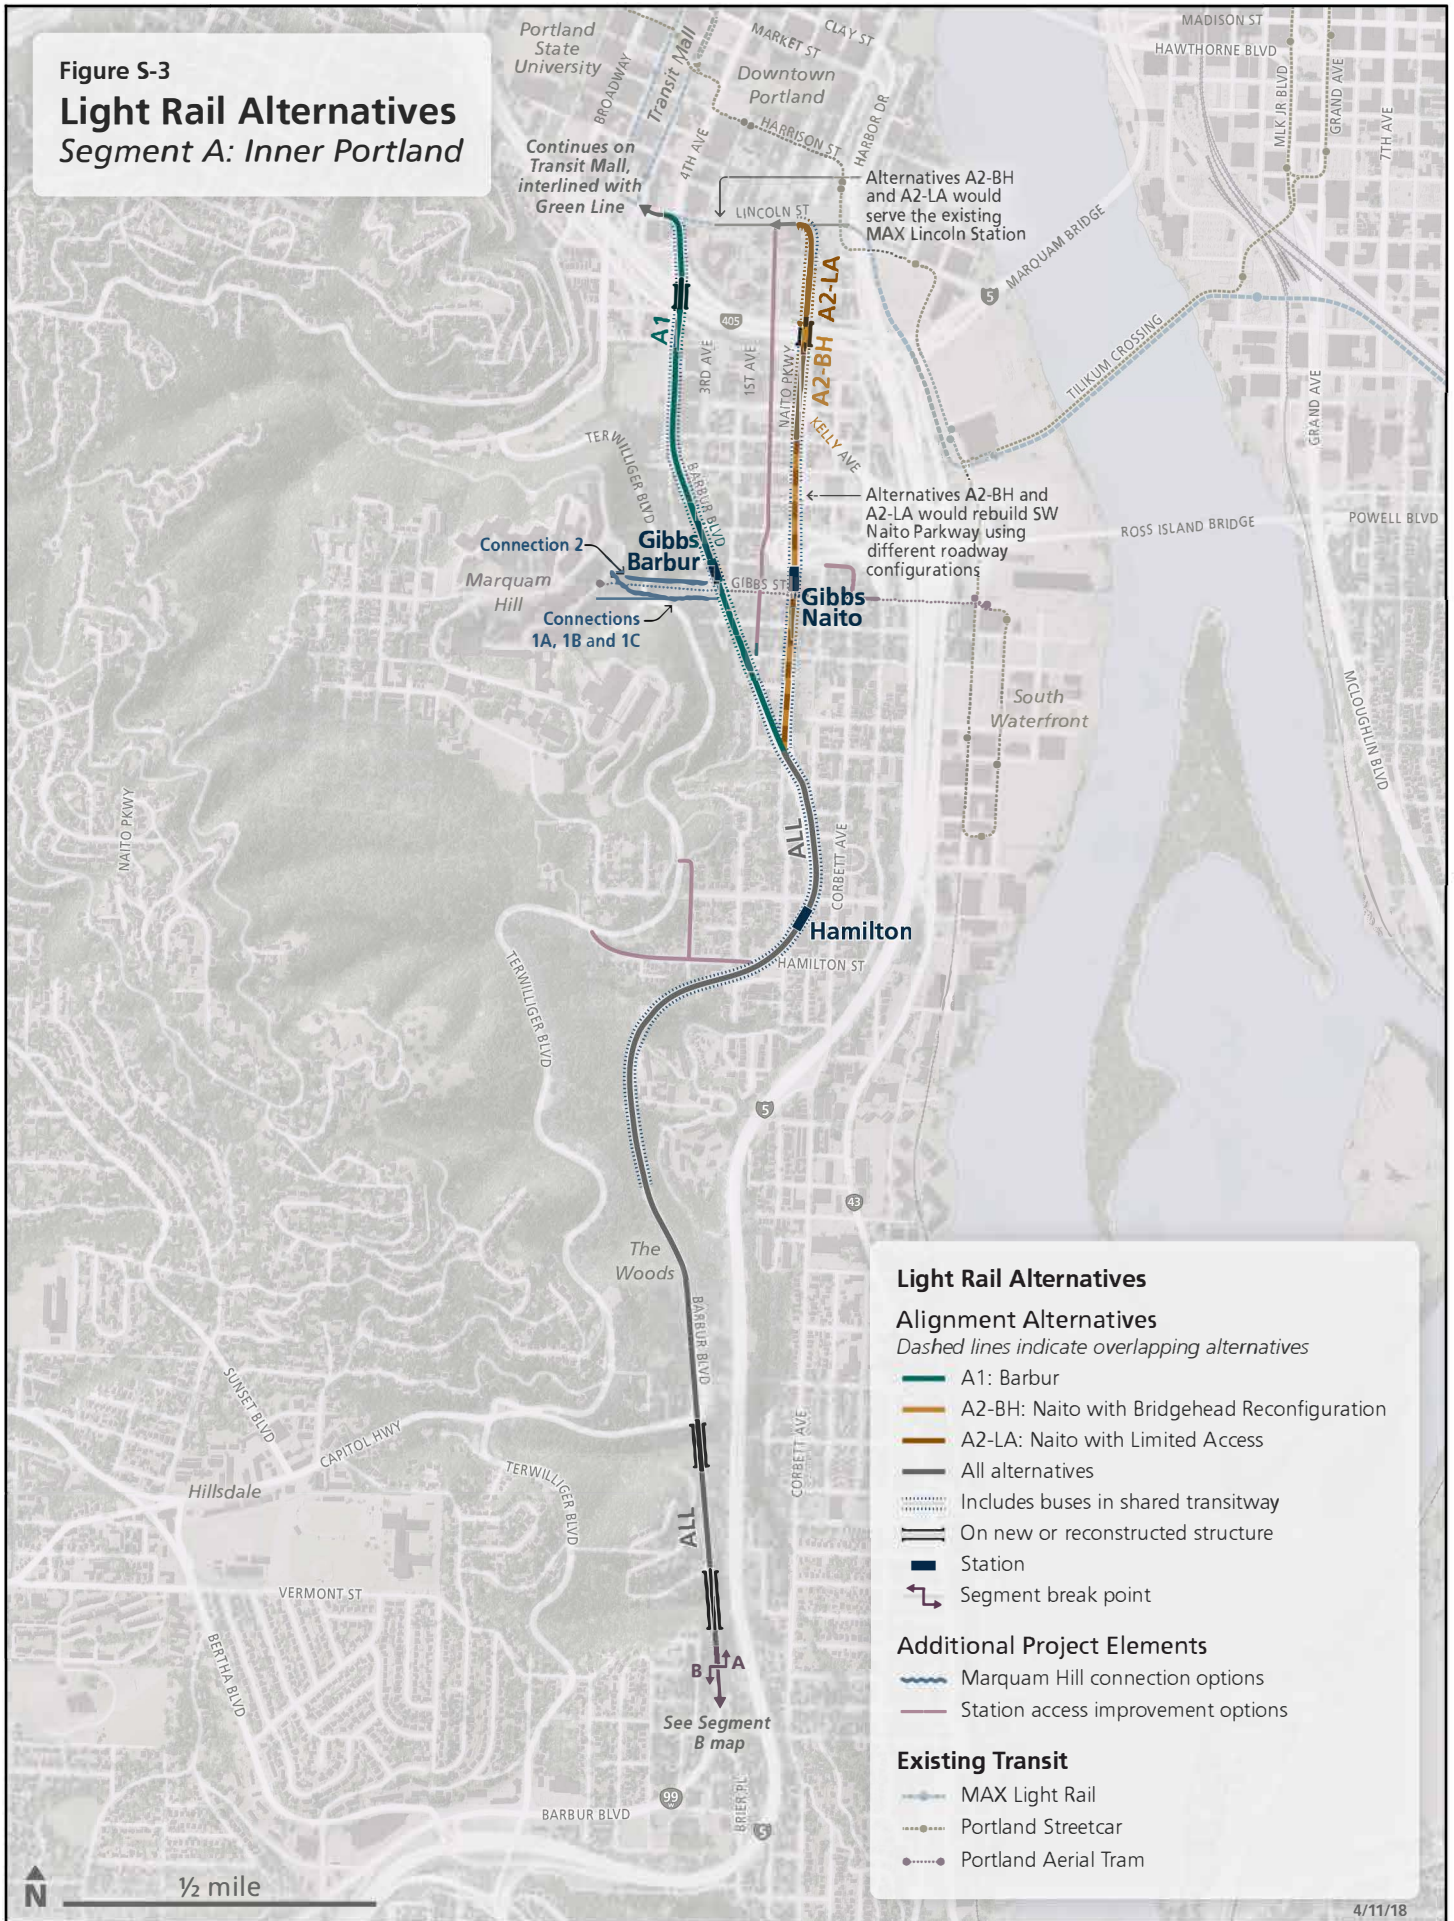 Figure S-3
Light Rail Alternatives
Segment A: Inner Portland
Portland
State
University
BROADWAY
Transit Mall
MARKET ST
CLAY ST
Downtown
Portland
HARRISON ST
HARBOR DR
4TH AVE
MADISON ST
HAWTHORNE BLVD
MLK JR BLVD
GRAND AVE
7TH AVE
Continues on
Transit Mall,
interlined with
Green Line
LINCOLN ST
Alternatives A2-BH
and A2-LA would
serve the existing
MAX Lincoln Station
MARQUAM BRIDGE
5
A1
405
A2-LA
A2-BH
3RD AVE
1ST AVE
NAITO PKWY
KELLY AVE
TILIKUM CROSSING
GRAND AVE
TERWILLIGER BLVD
BARBUR BLVD
Alternatives A2-BH and
A2-LA would rebuild SW
Naito Parkway using
different roadway
configurations
ROSS ISLAND BRIDGE
POWELL BLVD
Connection 2
Gibbs
Barbur
Marquam
Hill
GIBBS ST
Gibbs
Naito
Connections
1A, 1B and 1C
South
Waterfront
MCLOUGHLIN BLVD
NAITO PKWY
ALL
CORBETT AVE
Hamilton
HAMILTON ST
TERWILLIGER BLVD
5
43
The
Woods
BARBUR BLVD
SUNSET BLVD
CAPITOL HWY
CORBETT AVE
TERWILLIGER BLVD
Hillsdale
ALL
VERMONT ST
BERTHA BLVD
B
A
See Segment
B map
99
W
BARBUR BLVD
BRIER PL
5
Light Rail Alternatives
Alignment Alternatives
Dashed lines indicate overlapping alternatives
A1: Barbur
A2-BH: Naito with Bridgehead Reconfiguration
A2-LA: Naito with Limited Access
All alternatives
Includes buses in shared transitway
On new or reconstructed structure
Station
Segment break point
Additional Project Elements
Marquam Hill connection options
Station access improvement options
Existing Transit
MAX Light Rail
Portland Streetcar
Portland Aerial Tram
N
½ mile
4/11/18